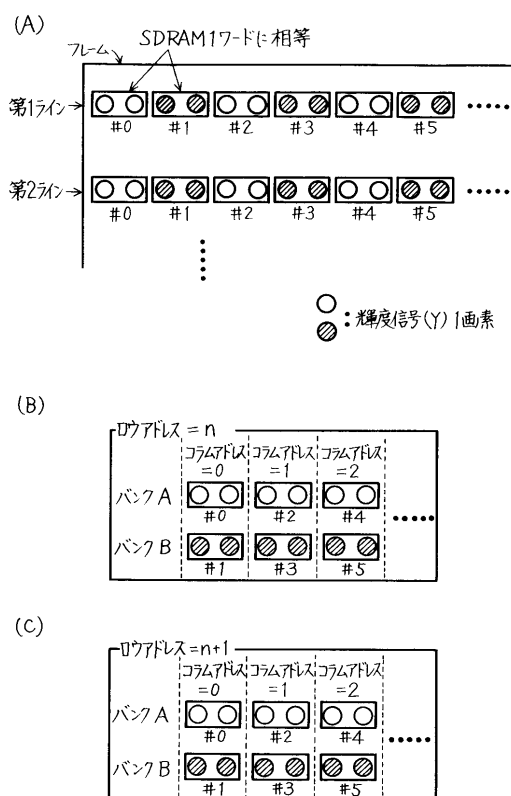 (A)
SDRAM1ワードに相等
フレーム
第1ライン
#0 #1 #2 #3 #4 #5
第2ライン
#0 #1 #2 #3 #4 #5
:輝度信号(Y)1画素
(B)
ロウアドレス=n
コラムアドレス コラムアドレス コラムアドレス
=0 =1 =2
バンクA
#0 #2 #4
バンクB
#1 #3 #5
(C)
ロウアドレス=n+1
コラムアドレス コラムアドレス コラムアドレス
=0 =1 =2
バンクA
#0 #2 #4
バンクB
#1 #3 #5